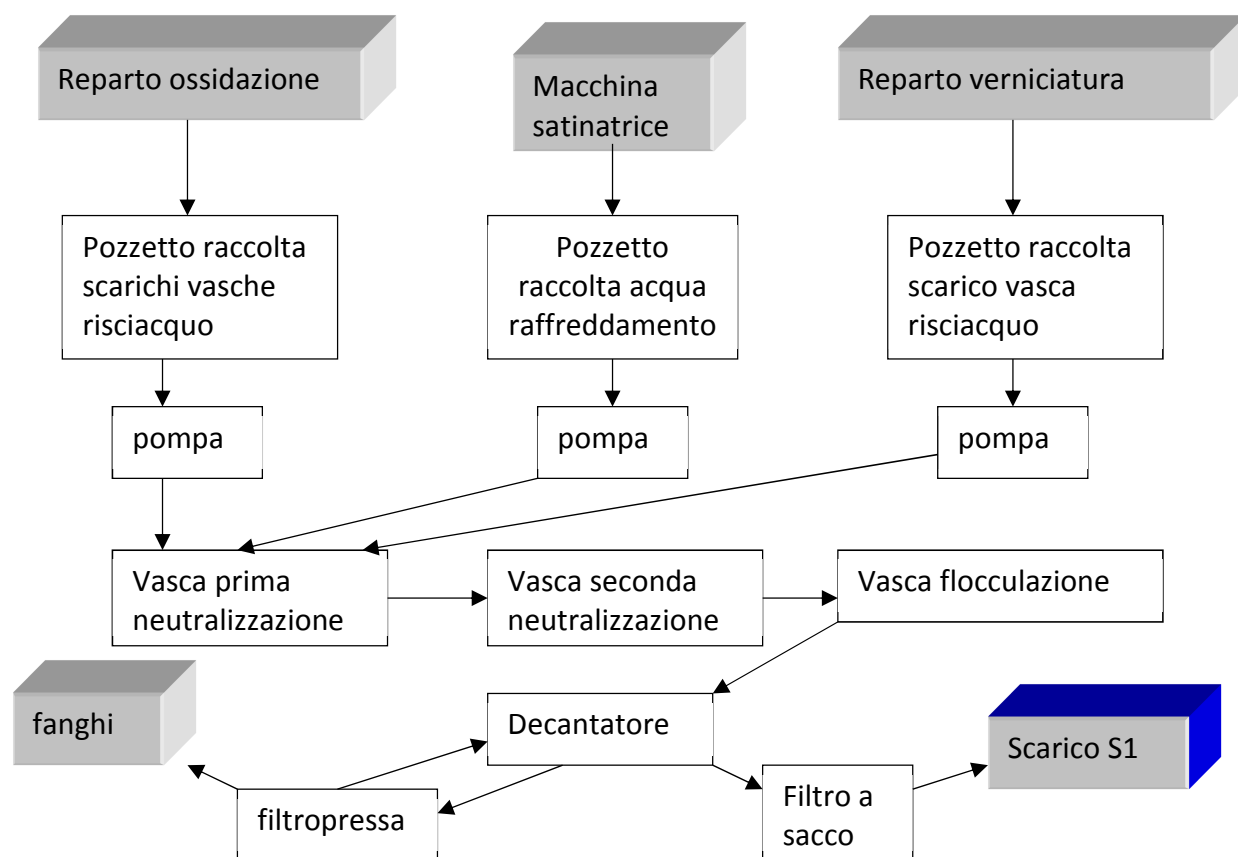 Reparto ossidazione
Macchina
satinatrice
Reparto verniciatura
Pozzetto raccolta
scarichi vasche
risciacquo
Pozzetto
raccolta acqua
raffreddamento
Pozzetto raccolta
scarico vasca
risciacquo
pompa
pompa
pompa
Vasca prima
neutralizzazione
Vasca seconda
neutralizzazione
Vasca flocculazione
fanghi
Decantatore
Scarico S1
filtropressa
Filtro a
sacco